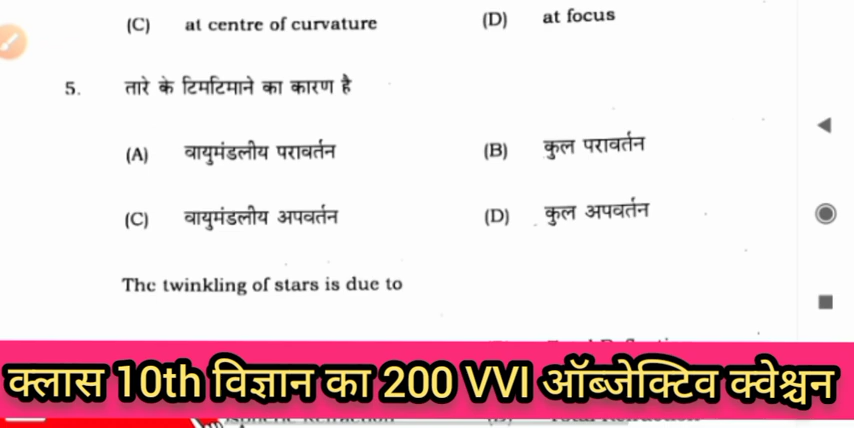 (C) at centre of curvature (D) at focus
5. तारे के टिमटिमाने का कारण है
(A) वायुमंडलीय परावर्तन (B) कुल परावर्तन
(C) वायुमंडलीय अपवर्तन (D) कुल अपवर्तन
The twinkling of stars is due to
क्लास 10th विज्ञान का 200 VVI ऑब्जेक्टिव क्वेश्चन